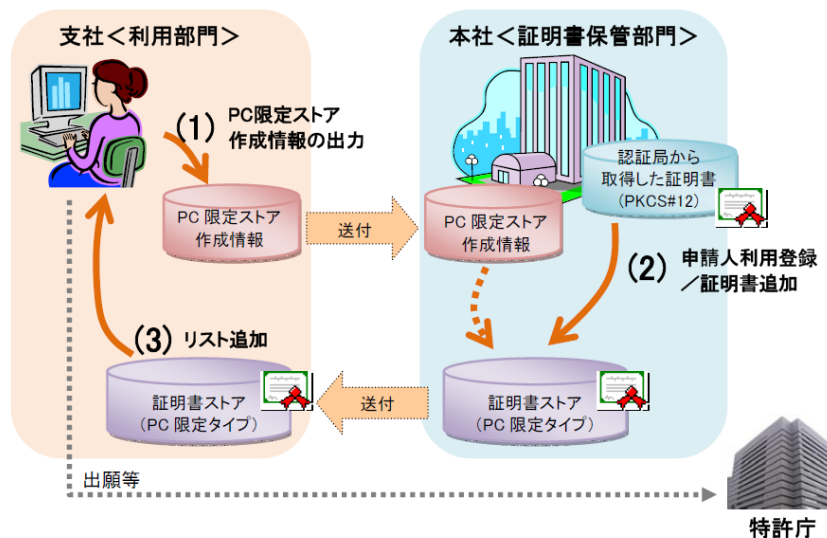 支社＜利用部門＞
本社＜証明書保管部門＞
(1)
PC限定ストア
作成情報の出力
認証局から
取得した証明書
(PKCS#12)
PC 限定ストア
作成情報
送付
PC 限定ストア
作成情報
(2)
申請人利用登録
／証明書追加
(3)
リスト追加
証明書ストア
(PC 限定タイプ)
送付
証明書ストア
(PC 限定タイプ)
出願等
特許庁